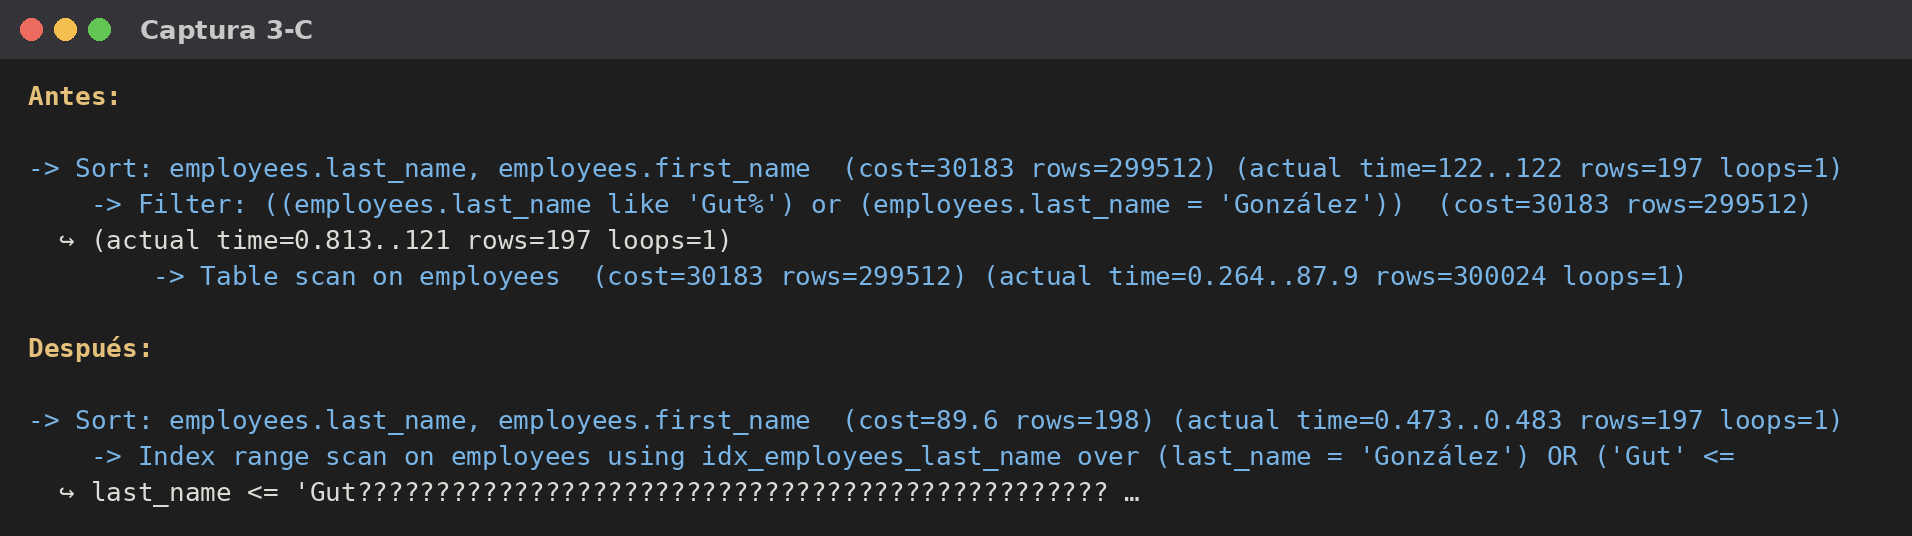 Captura 3-C
Antes:
-> Sort: employees.last_name, employees.first_name  (cost=30183 rows=299512) (actual time=122..122 rows=197 loops=1)
    -> Filter: ((employees.last_name like 'Gut%') or (employees.last_name = 'González'))  (cost=30183 rows=299512)
  ↪ (actual time=0.813..121 rows=197 loops=1)
        -> Table scan on employees  (cost=30183 rows=299512) (actual time=0.264..87.9 rows=300024 loops=1)
Después:
-> Sort: employees.last_name, employees.first_name  (cost=89.6 rows=198) (actual time=0.473..0.483 rows=197 loops=1)
    -> Index range scan on employees using idx_employees_last_name over (last_name = 'González') OR ('Gut' <=
  ↪ last_name <= 'Gut???????????????????????????????????????????????? …